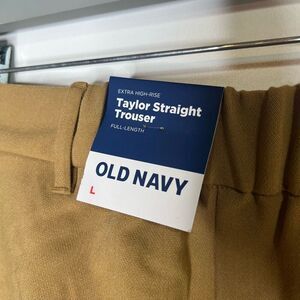 EXTRA HIGH-RISE
Taylor Straight
Trouser
FULL-LENGTH
OLD NAVY
L